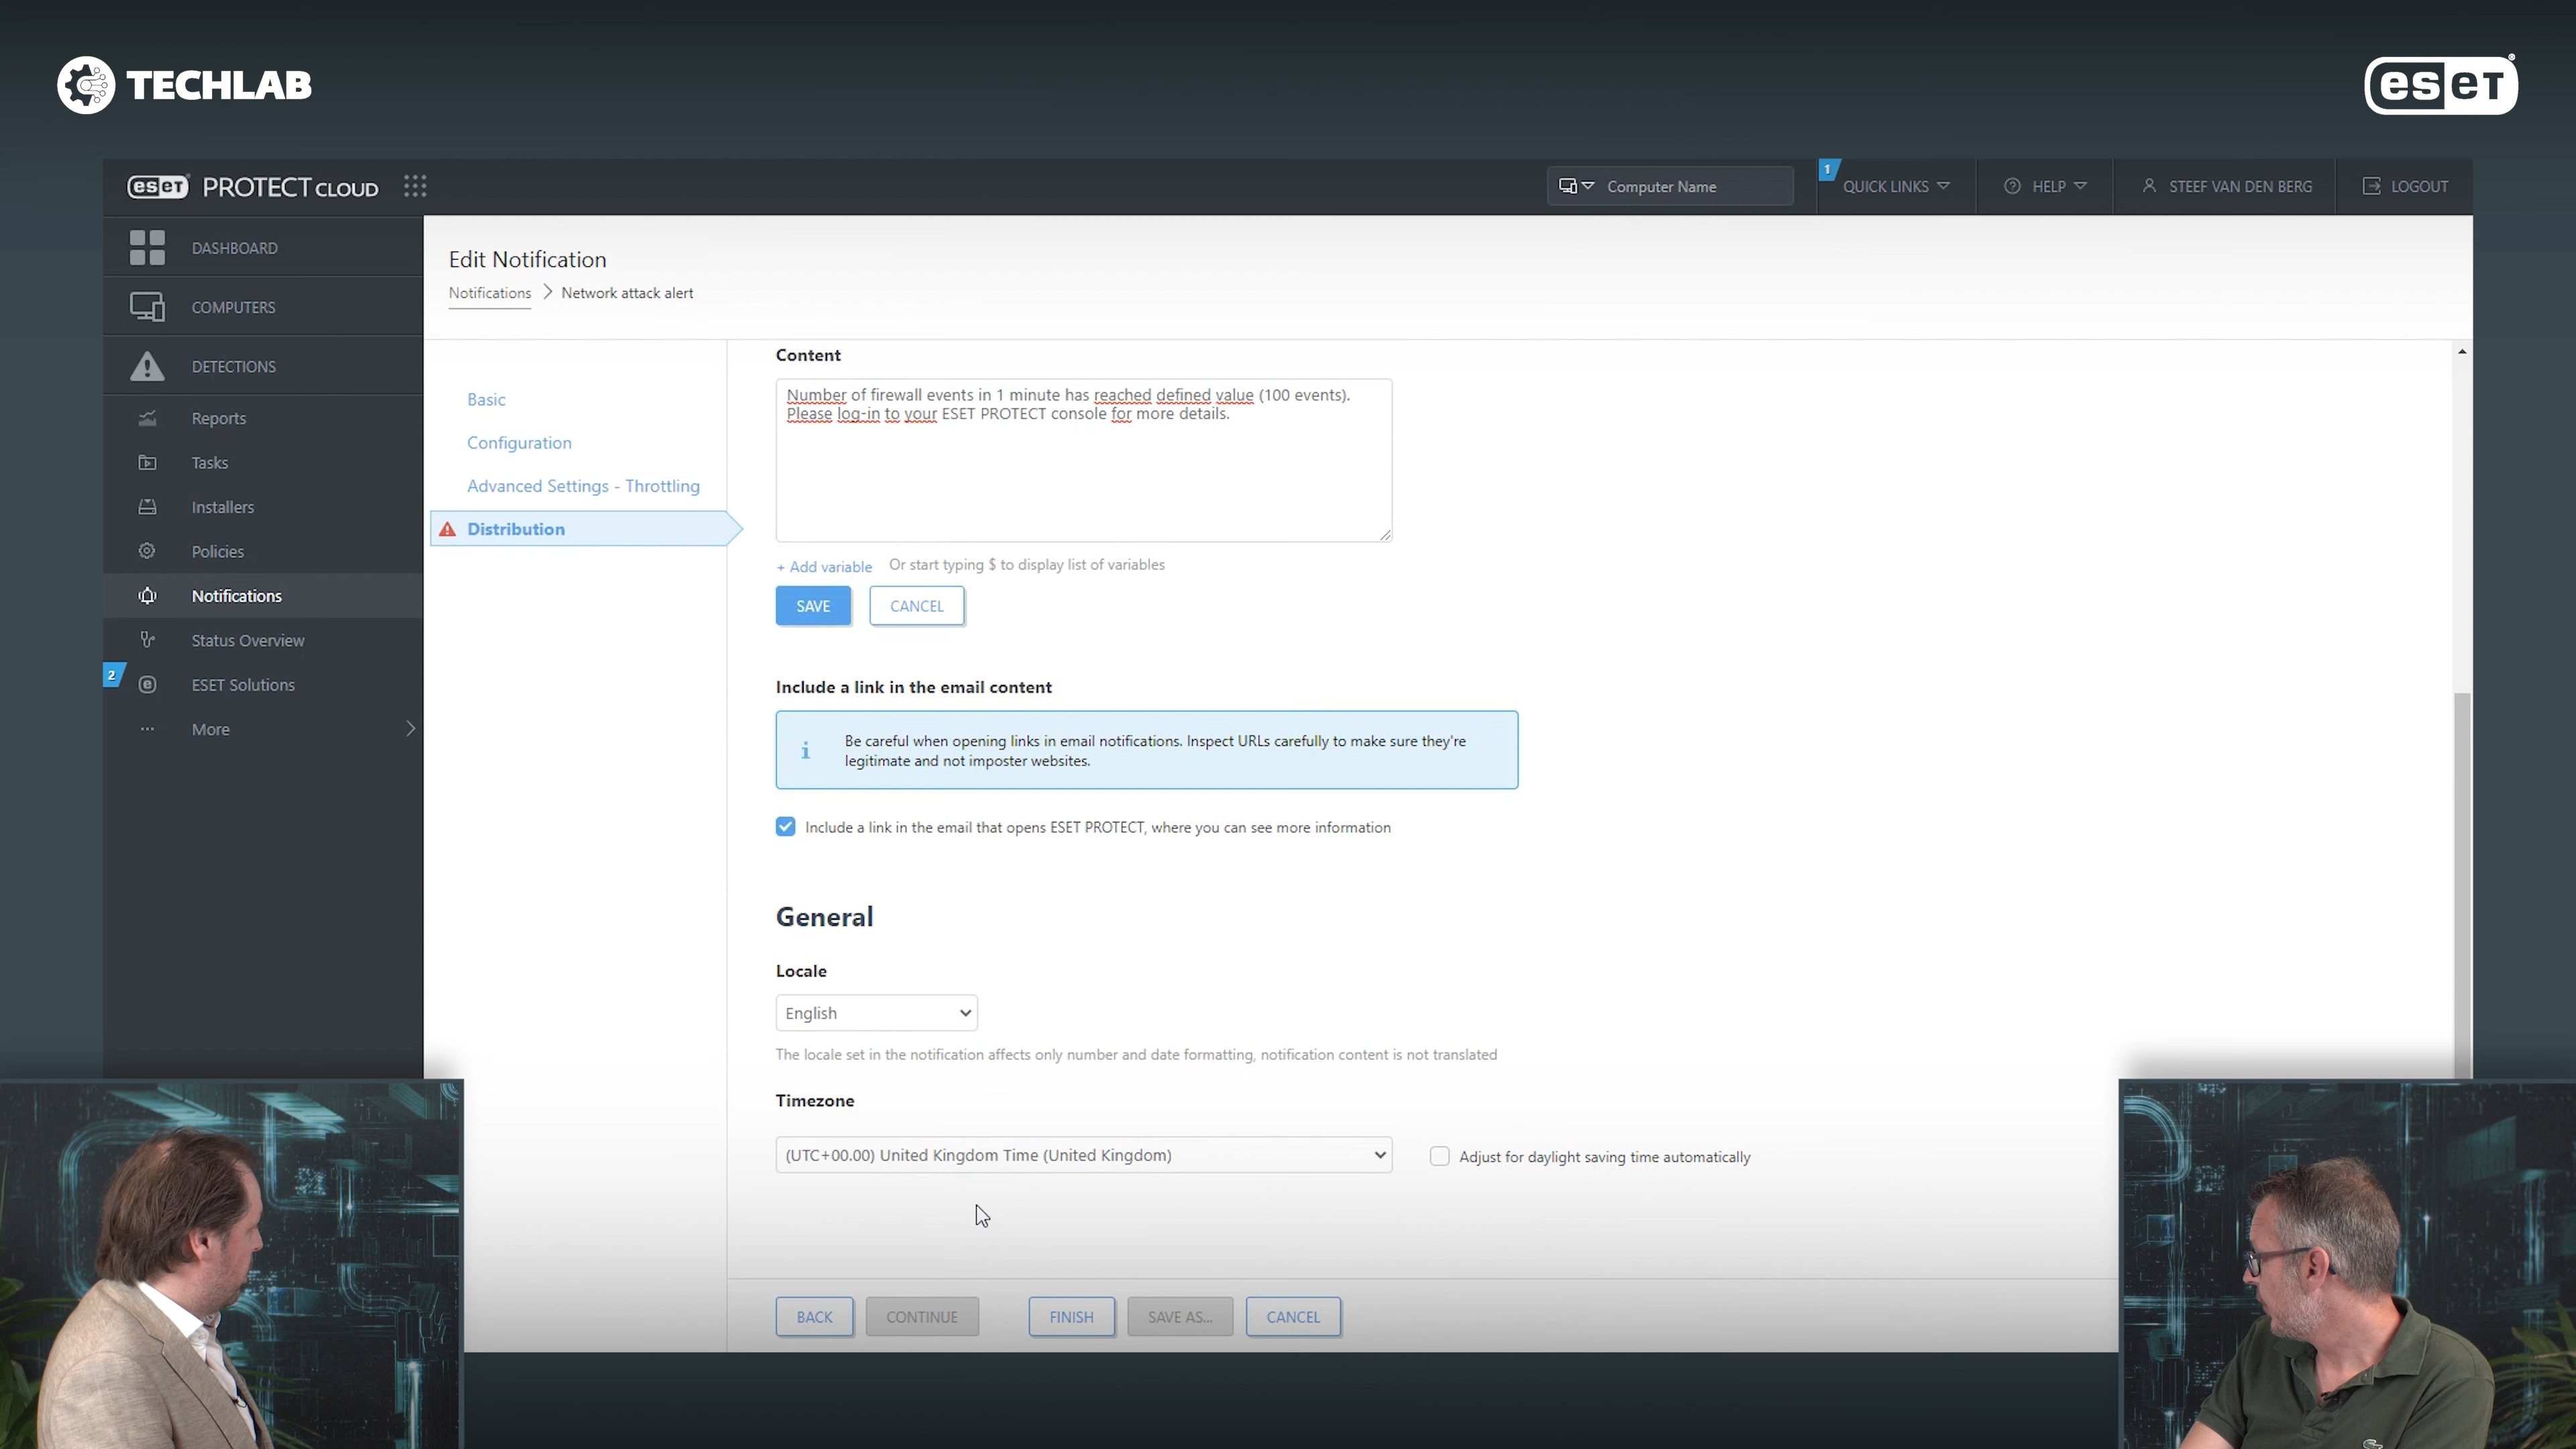 TECHLAB
eset
eset PROTECT CLOUD
Computer Name
1
QUICK LINKS
HELP
STEEF VAN DEN BERG
LOGOUT
DASHBOARD
COMPUTERS
DETECTIONS
Reports
Tasks
Installers
Policies
Notifications
Status Overview
2
ESET Solutions
More
Edit Notification
Notifications > Network attack alert
Basic
Configuration
Advanced Settings - Throttling
Distribution
Content
Number of firewall events in 1 minute has reached defined value (100 events).
Please log-in to your ESET PROTECT console for more details.
+ Add variable Or start typing $ to display list of variables
SAVE
CANCEL
Include a link in the email content
Be careful when opening links in email notifications. Inspect URLs carefully to make sure they're
legitimate and not imposter websites.
Include a link in the email that opens ESET PROTECT, where you can see more information
General
Locale
English
The locale set in the notification affects only number and date formatting, notification content is not translated
Timezone
(UTC+00.00) United Kingdom Time (United Kingdom)
Adjust for daylight saving time automatically
BACK
CONTINUE
FINISH
SAVE AS...
CANCEL